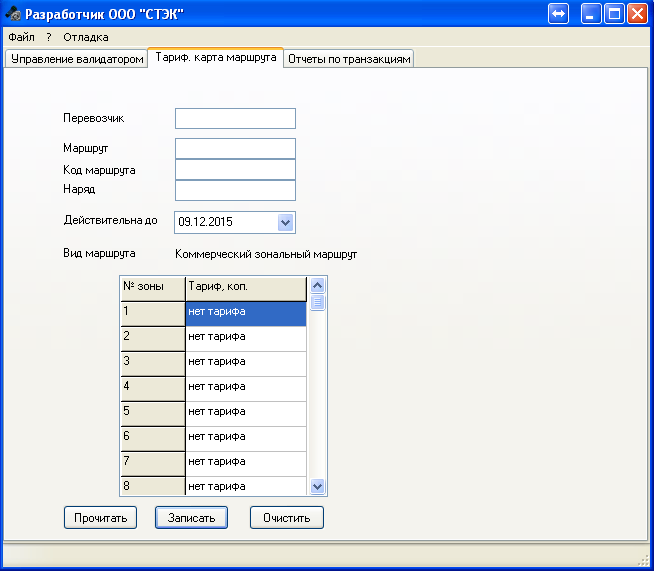 Разработчик ООО "СТЭК"
Файл ? Отладка
Управление валидатором Тариф. карта маршрута Отчеты по транзакциям
Перевозчик
Маршрут
Код маршрута
Наряд
Действительна до 09.12.2015
Вид маршрута Коммерческий зональный маршрут
№ зоны Тариф, коп.
1 нет тарифа
2 нет тарифа
3 нет тарифа
4 нет тарифа
5 нет тарифа
6 нет тарифа
7 нет тарифа
8 нет тарифа
Прочитать Записать Очистить